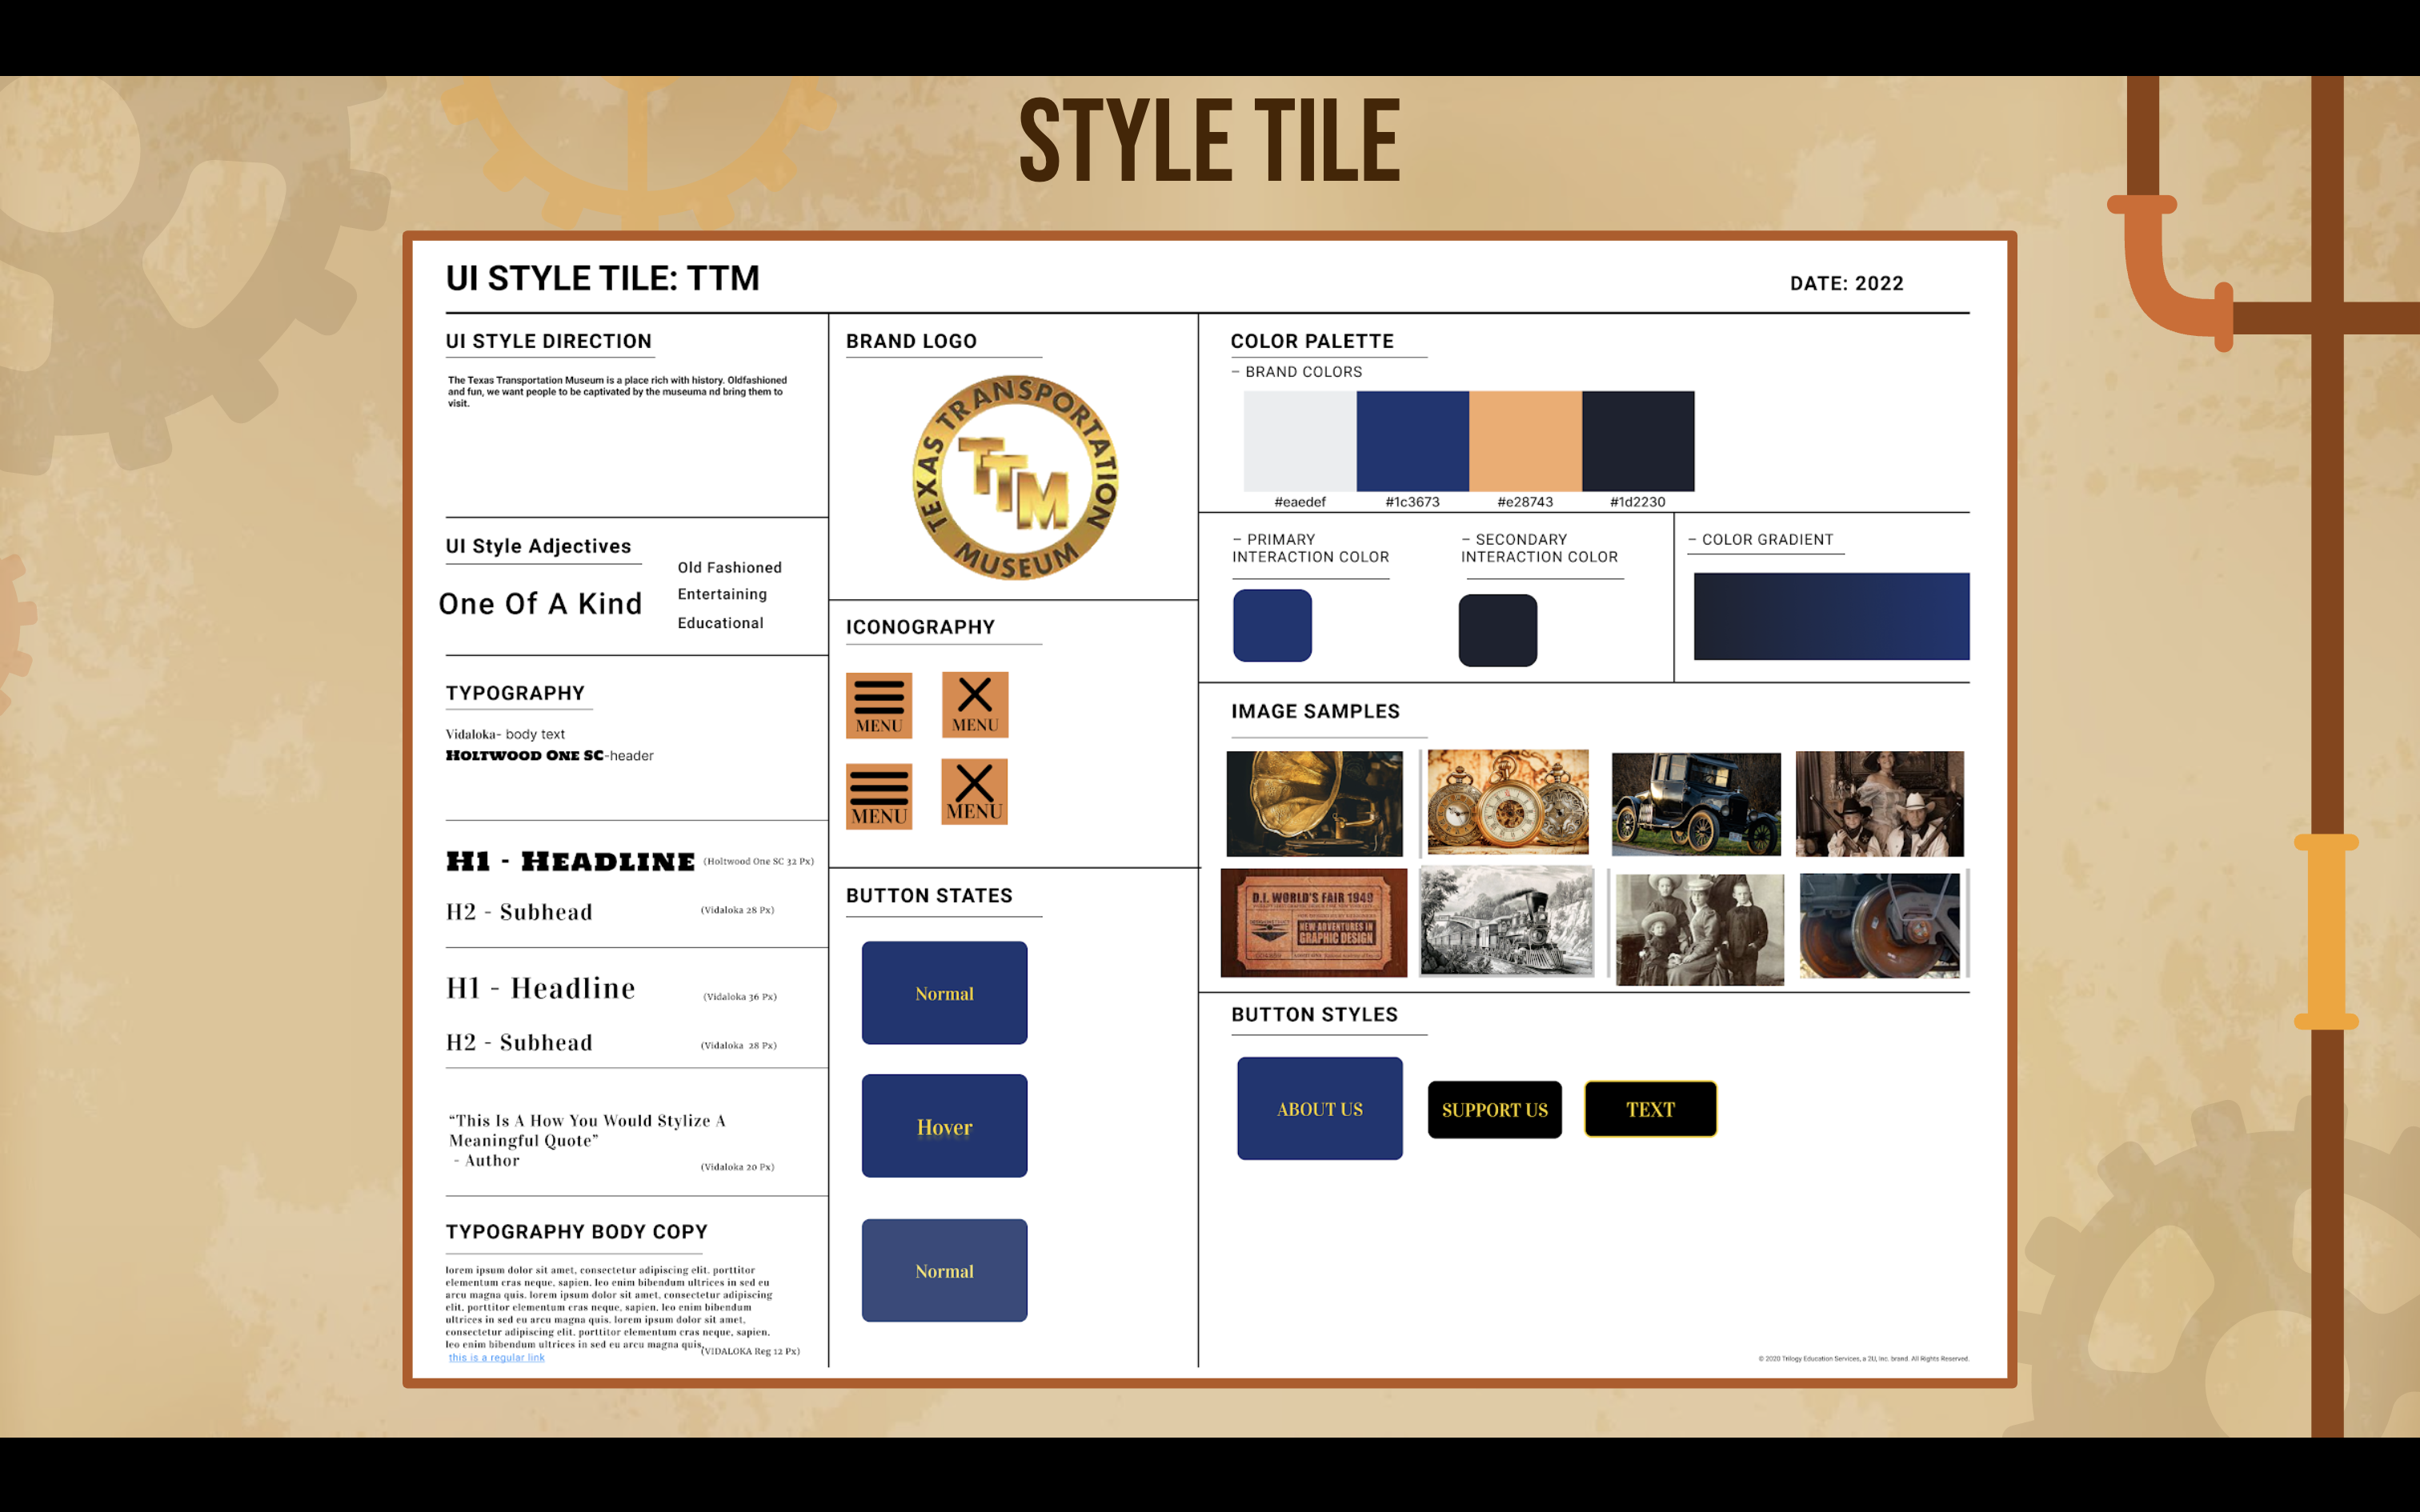 STYLE TILE
UI STYLE TILE: TTM
DATE: 2022
UI STYLE DIRECTION
The Texas Transportation Museum is a place rich with history. Oldfashioned
and fun, we want people to be captivated by the museuma nd bring them to
visit.
UI Style Adjectives
One Of A Kind
Old Fashioned
Entertaining
Educational
TYPOGRAPHY
Vidaloka- body text
HOLTWOOD ONE SC-header
H1 - HEADLINE (Holtwood One SC 32 Px)
H2 - Subhead (Vidaloka 28 Px)
H1 - Headline (Vidaloka 36 Px)
H2 - Subhead (Vidaloka 28 Px)
“This Is A How You Would Stylize A
Meaningful Quote”
- Author
(Vidaloka 20 Px)
TYPOGRAPHY BODY COPY
lorem ipsum dolor sit amet, consectetur adipiscing elit. porttitor
elementum cras neque, sapien. leo enim bibendum ultrices in sed eu
arcu magna quis. lorem ipsum dolor sit amet, consectetur adipiscing
elit. porttitor elementum cras neque, sapien. leo enim bibendum
ultrices in sed eu arcu magna quis. lorem ipsum dolor sit amet,
consectetur adipiscing elit. porttitor elementum cras neque, sapien.
leo enim bibendum ultrices in sed eu arcu magna quis.
(VIDALOKA Reg 12 Px)
this is a regular link
BRAND LOGO
TEXAS TRANSPORTATION
TTM
MUSEUM
ICONOGRAPHY
MENU
MENU
MENU
MENU
BUTTON STATES
Normal
Hover
Normal
COLOR PALETTE
– BRAND COLORS
#eaedef #1c3673 #e28743 #1d2230
– PRIMARY
INTERACTION COLOR
– SECONDARY
INTERACTION COLOR
– COLOR GRADIENT
IMAGE SAMPLES
D.I. WORLD'S FAIR 1949
NEW ADVENTURES IN
GRAPHIC DESIGN
BUTTON STYLES
ABOUT US
SUPPORT US
TEXT
© 2020 Trilogy Education Services, a 2U, Inc. brand. All Rights Reserved.